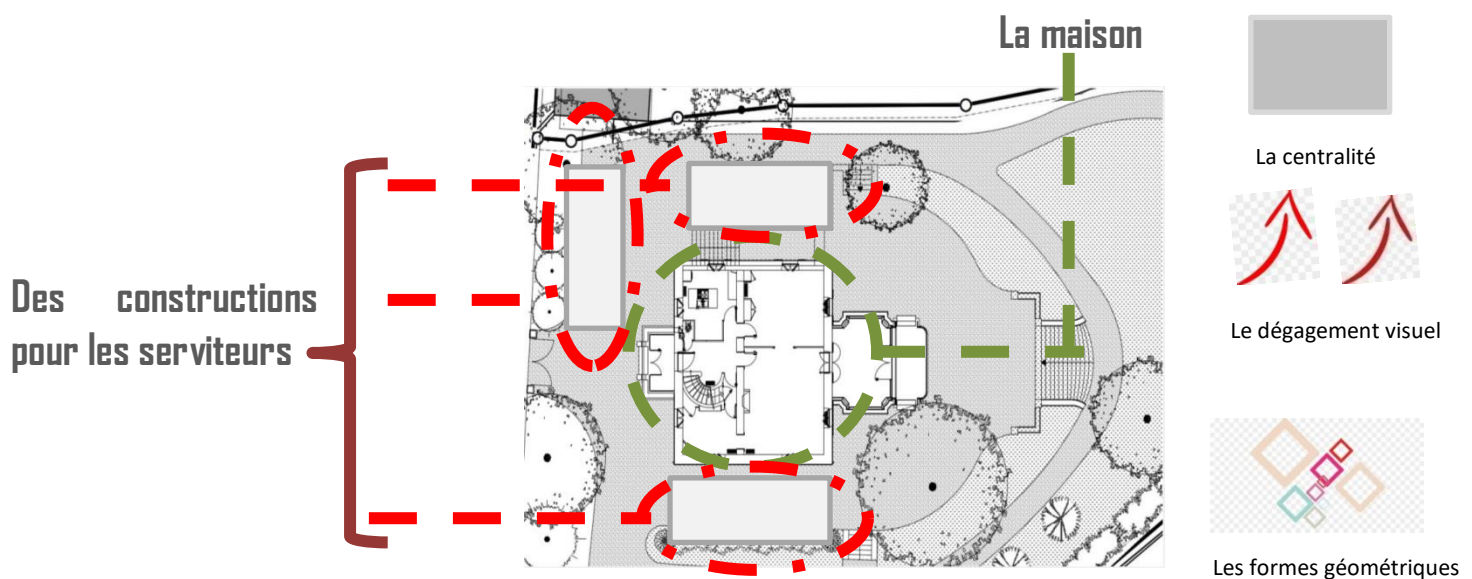 La maison
La centralité
Le dégagement visuel
Des constructions
pour les serviteurs
Les formes géométriques